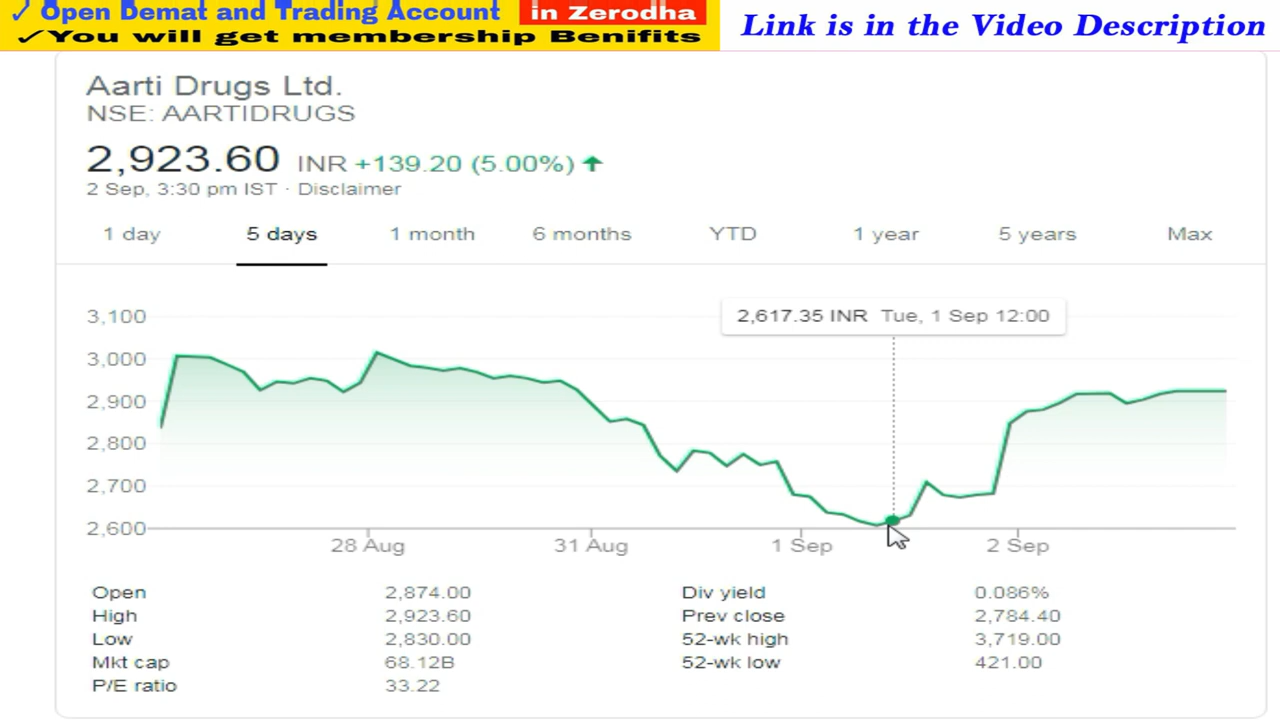 ✓ Open Demat and Trading Account in Zerodha
✓You will get membership Benifits
Link is in the Video Description
Aarti Drugs Ltd.
NSE: AARTIDRUGS
2,923.60 INR +139.20 (5.00%) ↑
2 Sep, 3:30 pm IST · Disclaimer
1 day 5 days 1 month 6 months YTD 1 year 5 years Max
2,617.35 INR Tue, 1 Sep 12:00
3,100
3,000
2,900
2,800
2,700
2,600
28 Aug 31 Aug 1 Sep 2 Sep
Open 2,874.00 Div yield 0.086%
High 2,923.60 Prev close 2,784.40
Low 2,830.00 52-wk high 3,719.00
Mkt cap 68.12B 52-wk low 421.00
P/E ratio 33.22